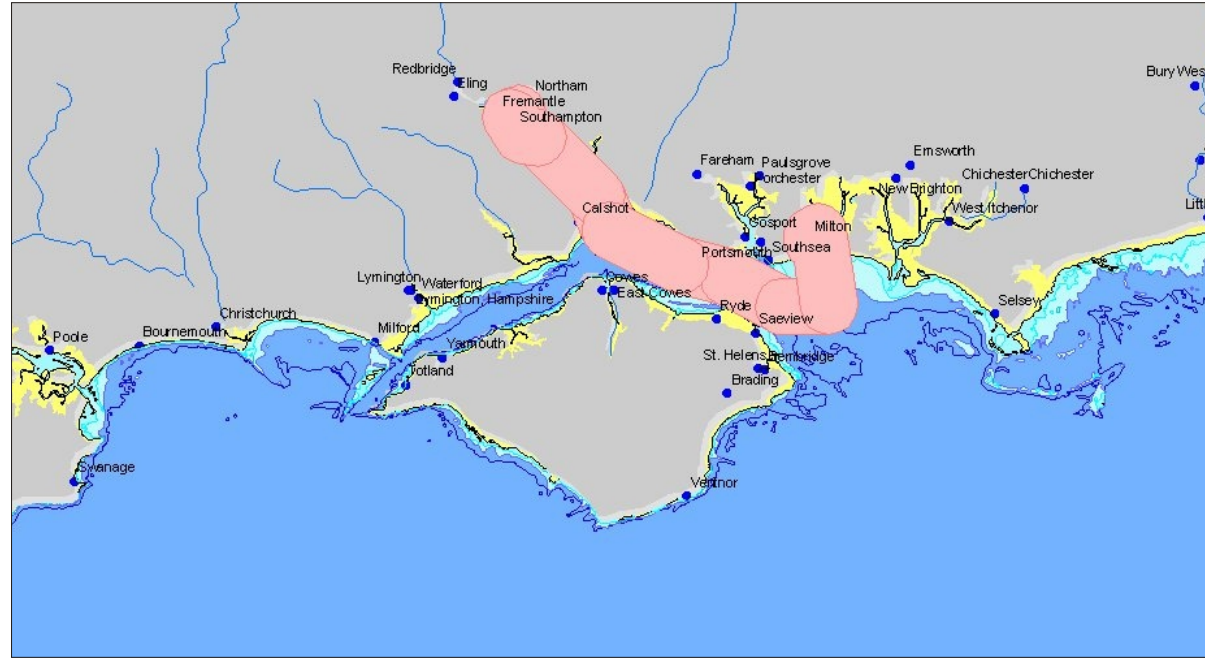 Redbridge
Eling
Northam
Fremantle
Southampton
Bury Wes
Fareham
Paulsgrove
Porchester
Emsworth
New Brighton
Chichester
Chichester
West Itchenor
Littl
Calshot
Gosport
Milton
Southsea
Portsmouth
Lymington
Waterford
Lymington, Hampshire
Cowes
East Cowes
Ryde
Saeview
Selsey
Christchurch
Bournemouth
Poole
Milford
Yarmouth
Totland
St. Helens
Bembridge
Brading
Swanage
Ventnor